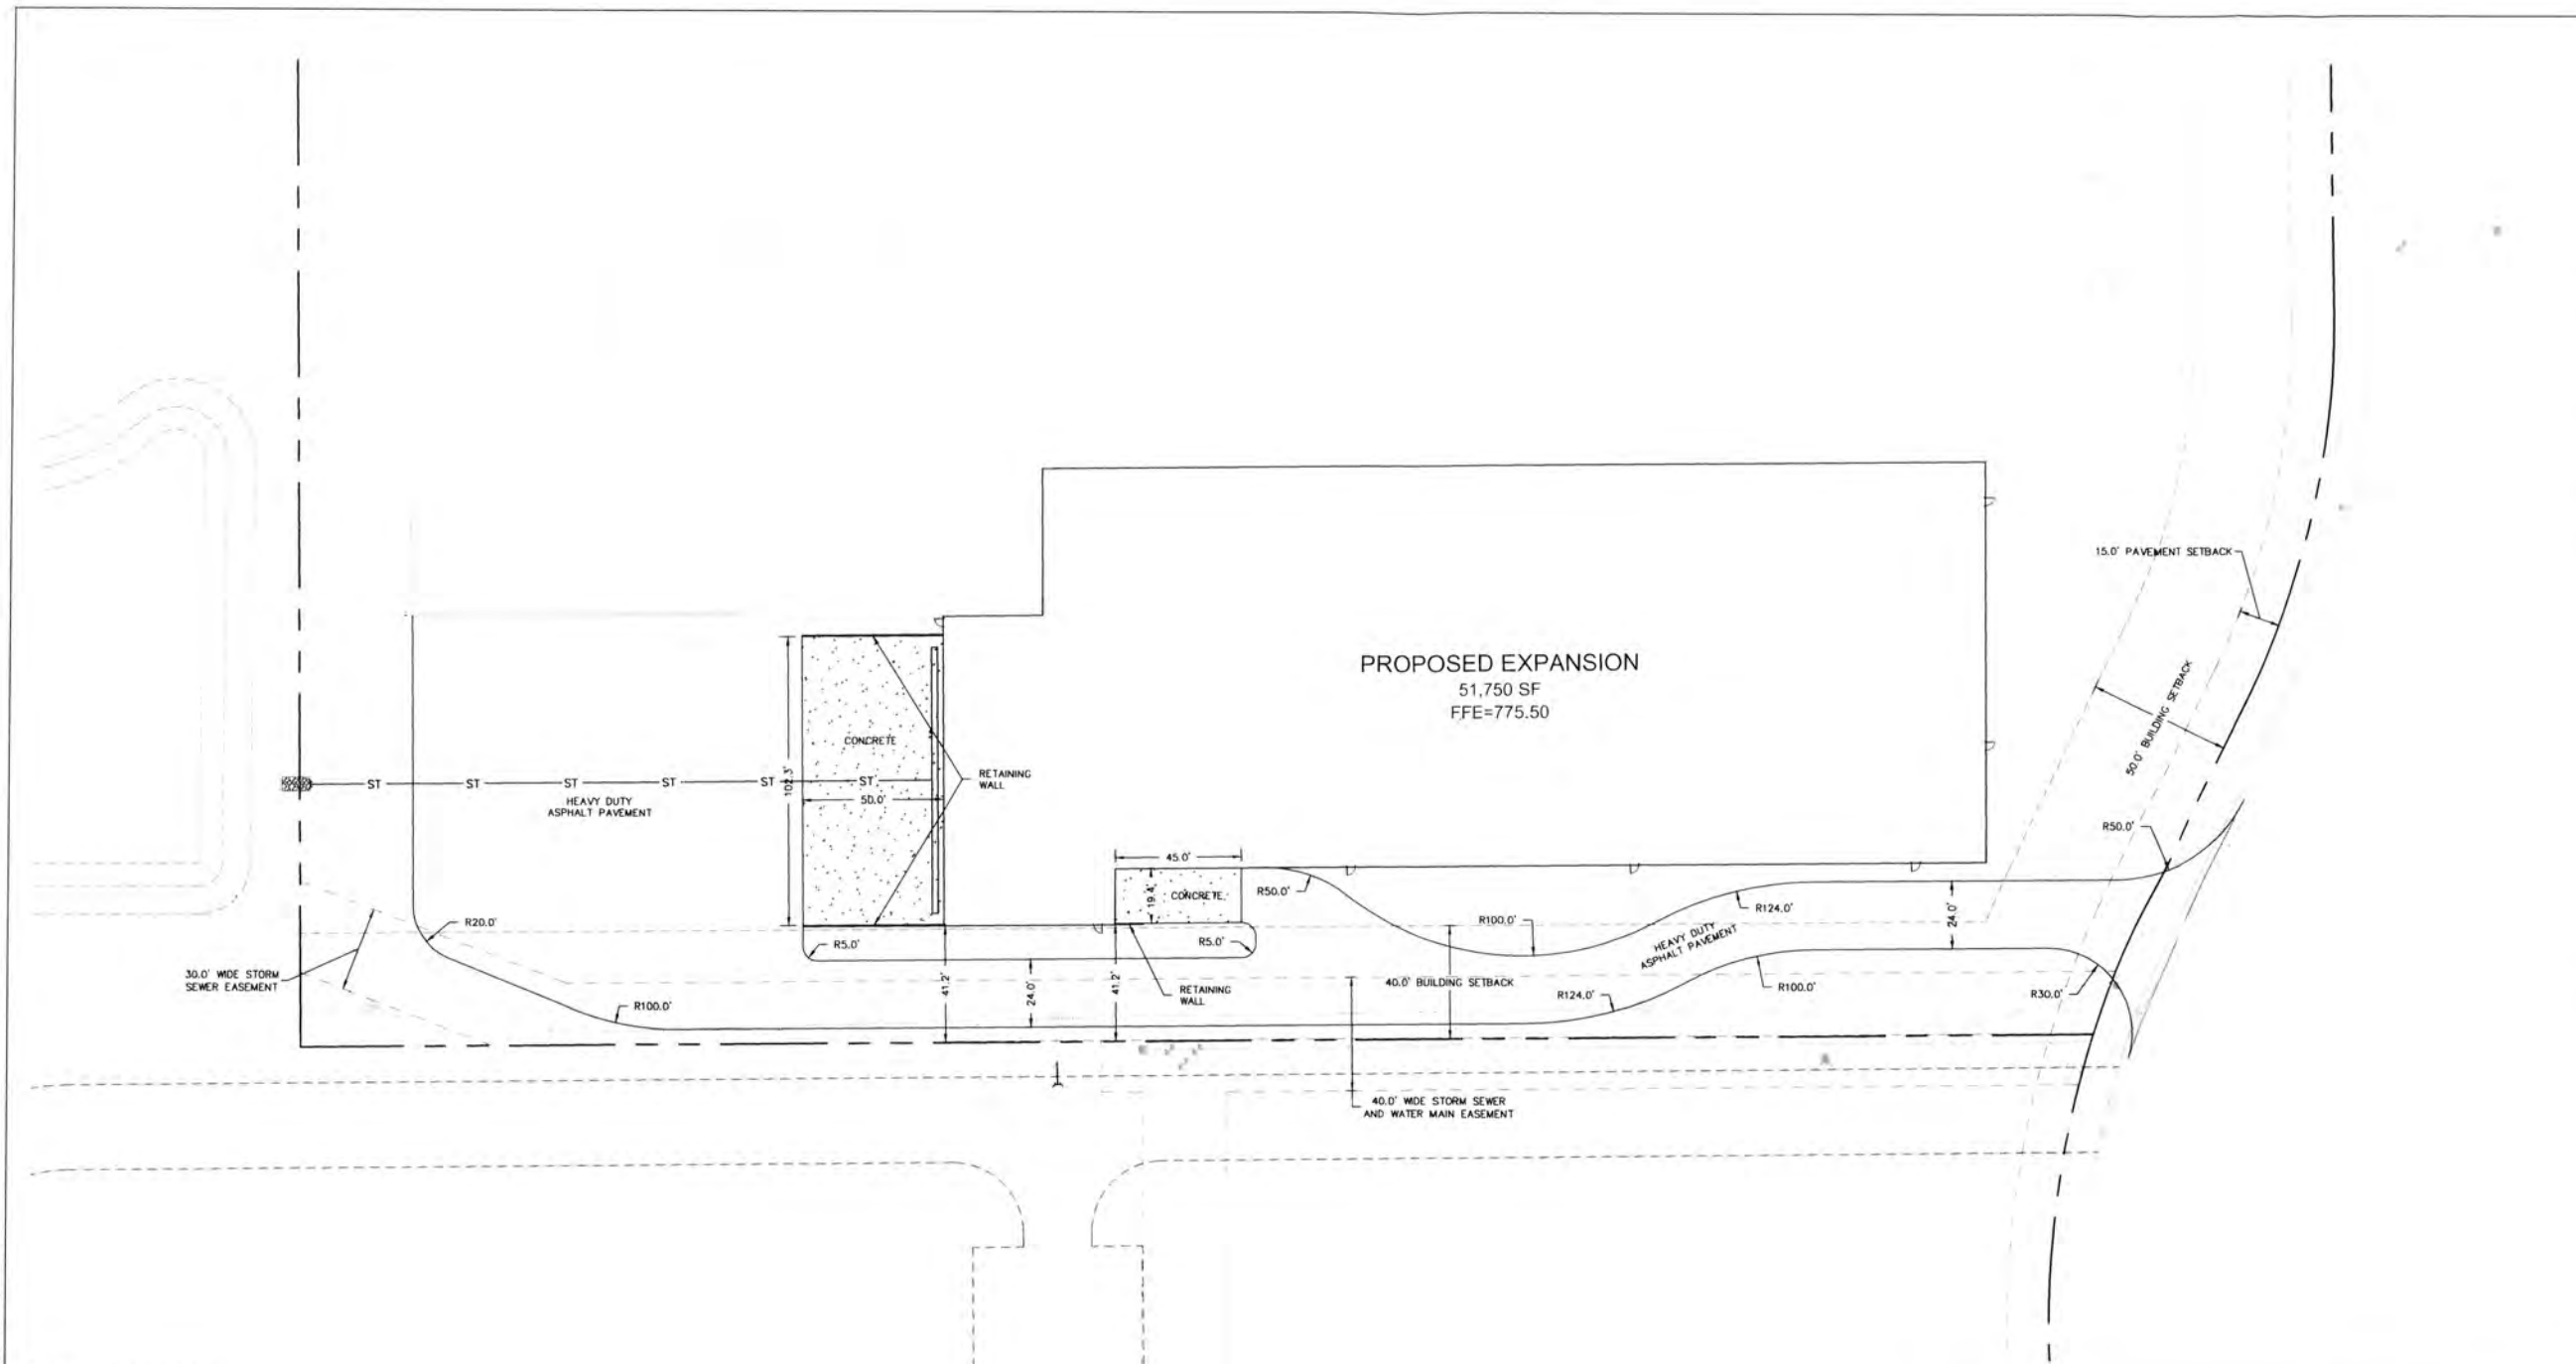 15.0' PAVEMENT SETBACK
PROPOSED EXPANSION
51,750 SF
FFE=775.50
50.0' BUILDING SETBACK
CONCRETE
102.3'
50.0'
RETAINING
WALL
ST
ST
ST
ST
ST
ST
HEAVY DUTY
ASPHALT PAVEMENT
R50.0'
45.0'
19.4'
CONCRETE
R50.0'
R100.0'
R124.0'
24.0'
HEAVY DUTY
ASPHALT PAVEMENT
R20.0'
R5.0'
R5.0'
30.0' WIDE STORM
SEWER EASEMENT
41.2'
24.0'
41.2'
RETAINING
WALL
40.0' BUILDING SETBACK
R124.0'
R100.0'
R30.0'
R100.0'
40.0' WIDE STORM SEWER
AND WATER MAIN EASEMENT